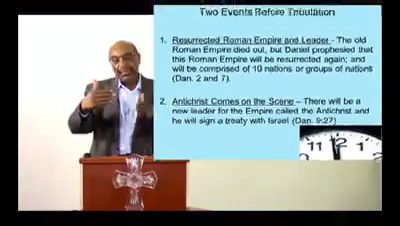 Two Events Before Tribulation
1. Resurrected Roman Empire and Leader - The old
Roman Empire died out, but Daniel prophesied that
this Roman Empire will be resurrected again; and
will be comprised of 10 nations or groups of nations
(Dan. 2 and 7).
2. Antichrist Comes on the Scene – There will be a
new leader for the Empire called the Antichrist and
he will sign a treaty with Israel (Dan. 9:27)
11 12 1
2